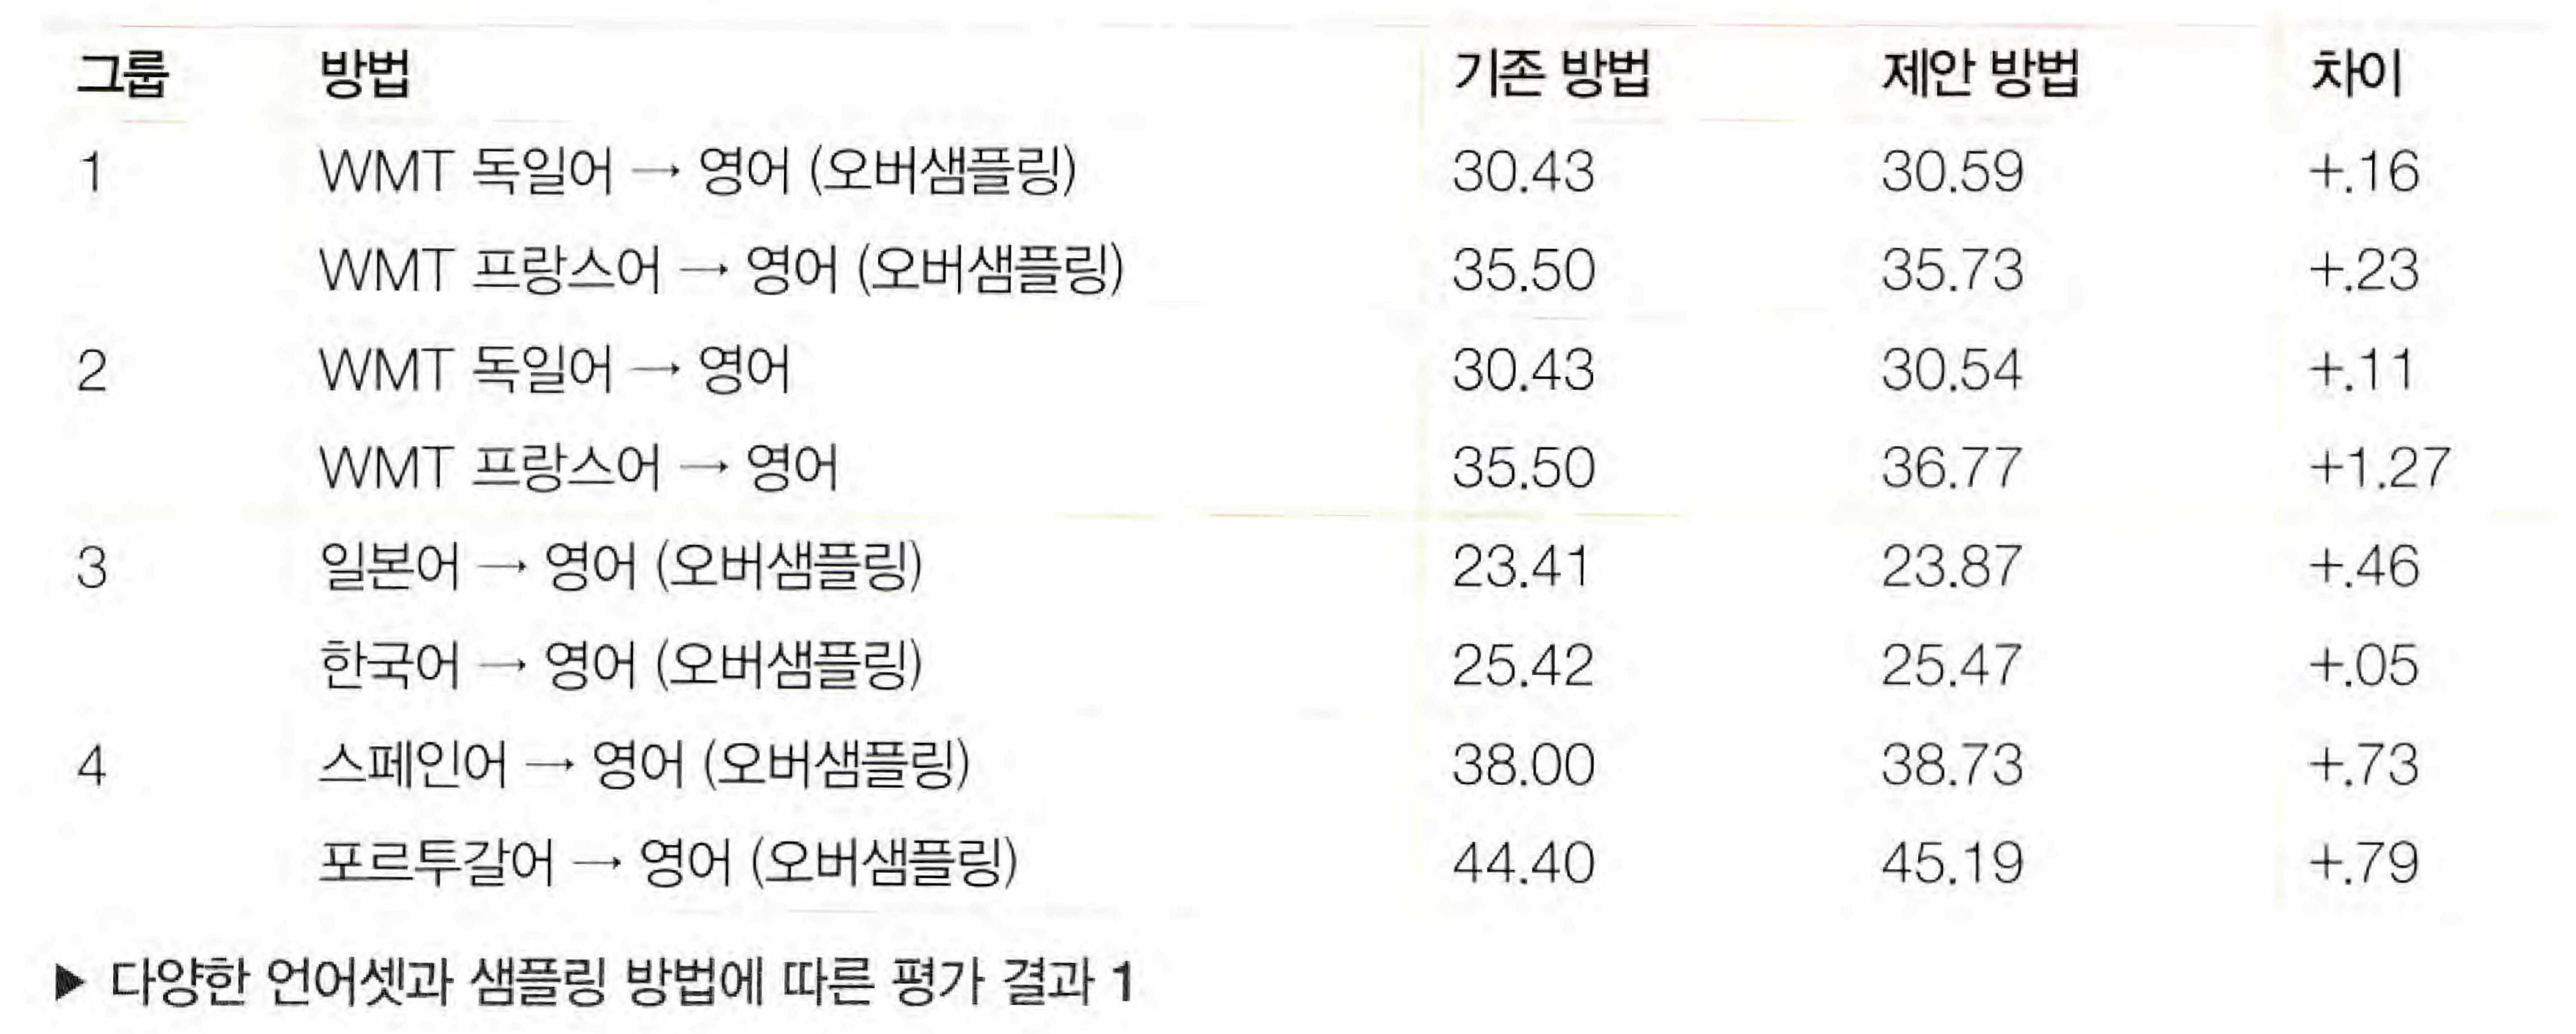 그룹 방법 기존 방법 제안 방법 차이
1 WMT 독일어 → 영어 (오버샘플링) 30.43 30.59 +.16
WMT 프랑스어 → 영어 (오버샘플링) 35.50 35.73 +.23
2 WMT 독일어 → 영어 30.43 30.54 +.11
WMT 프랑스어 → 영어 35.50 36.77 +1.27
3 일본어 → 영어 (오버샘플링) 23.41 23.87 +.46
한국어 → 영어 (오버샘플링) 25.42 25.47 +.05
4 스페인어 → 영어 (오버샘플링) 38.00 38.73 +.73
포르투갈어 → 영어 (오버샘플링) 44.40 45.19 +.79
▶ 다양한 언어셋과 샘플링 방법에 따른 평가 결과 1